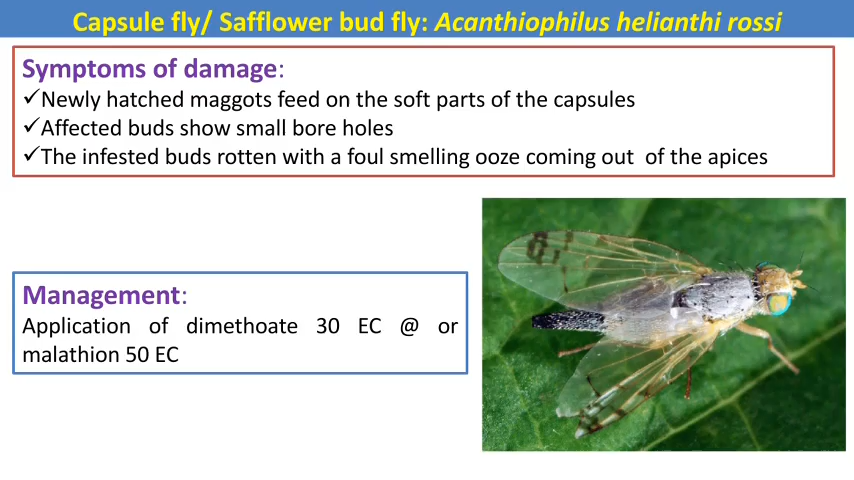 Capsule fly/ Safflower bud fly: Acanthiophilus helianthi rossi
Symptoms of damage:
✓Newly hatched maggots feed on the soft parts of the capsules
✓Affected buds show small bore holes
✓The infested buds rotten with a foul smelling ooze coming out of the apices
Management:
Application of dimethoate 30 EC @ or
malathion 50 EC